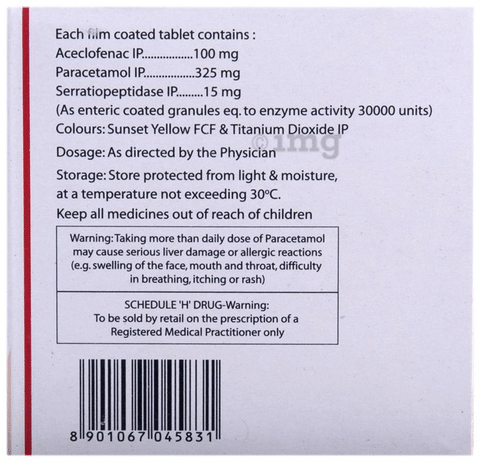 Each film coated tablet contains :
Aceclofenac IP.................100 mg
Paracetamol IP.................325 mg
Serratiopeptidase IP.........15 mg
(As enteric coated granules eq. to enzyme activity 30000 units)
Colours: Sunset Yellow FCF & Titanium Dioxide IP
©1mg
Dosage: As directed by the Physician
Storage: Store protected from light & moisture,
at a temperature not exceeding 30°C.
Keep all medicines out of reach of children
Warning: Taking more than daily dose of Paracetamol
may cause serious liver damage or allergic reactions
(e.g. swelling of the face, mouth and throat, difficulty
in breathing, itching or rash)
SCHEDULE 'H' DRUG-Warning:
To be sold by retail on the prescription of a
Registered Medical Practitioner only
8 901067 045831